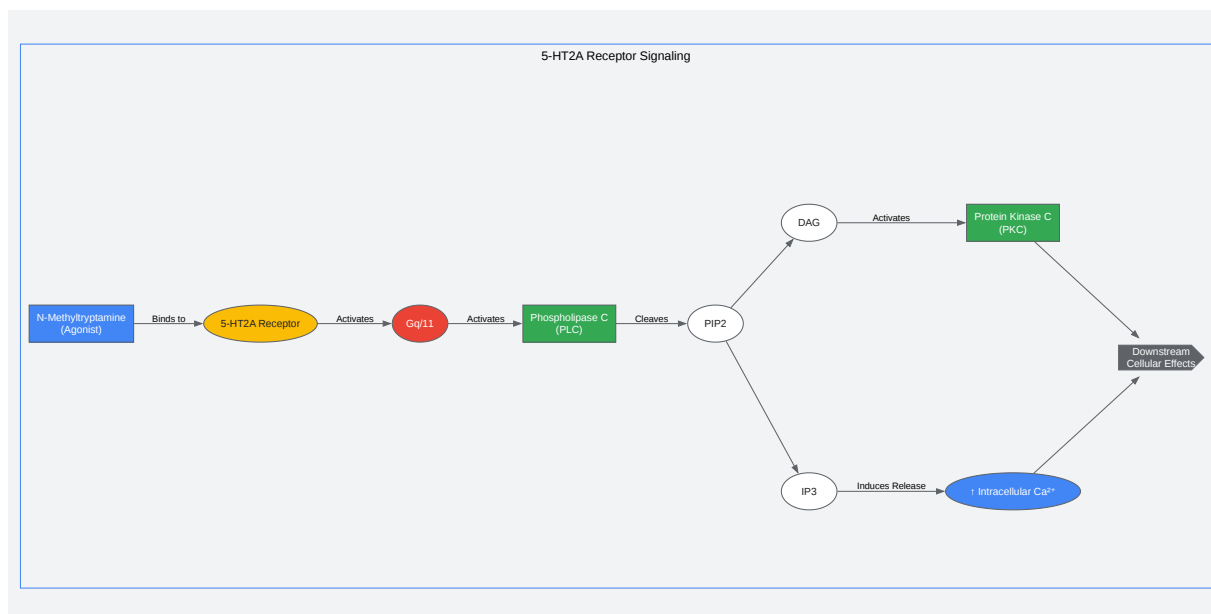 5-HT2A Receptor Signaling
N-Methyltryptamine
(Agonist)
Binds to
5-HT2A Receptor
Activates
Gq/11
Activates
Phospholipase C
(PLC)
Cleaves
PIP2
DAG
Activates
Protein Kinase C
(PKC)
IP3
Induces Release
↑ Intracellular Ca²⁺
Downstream
Cellular Effects